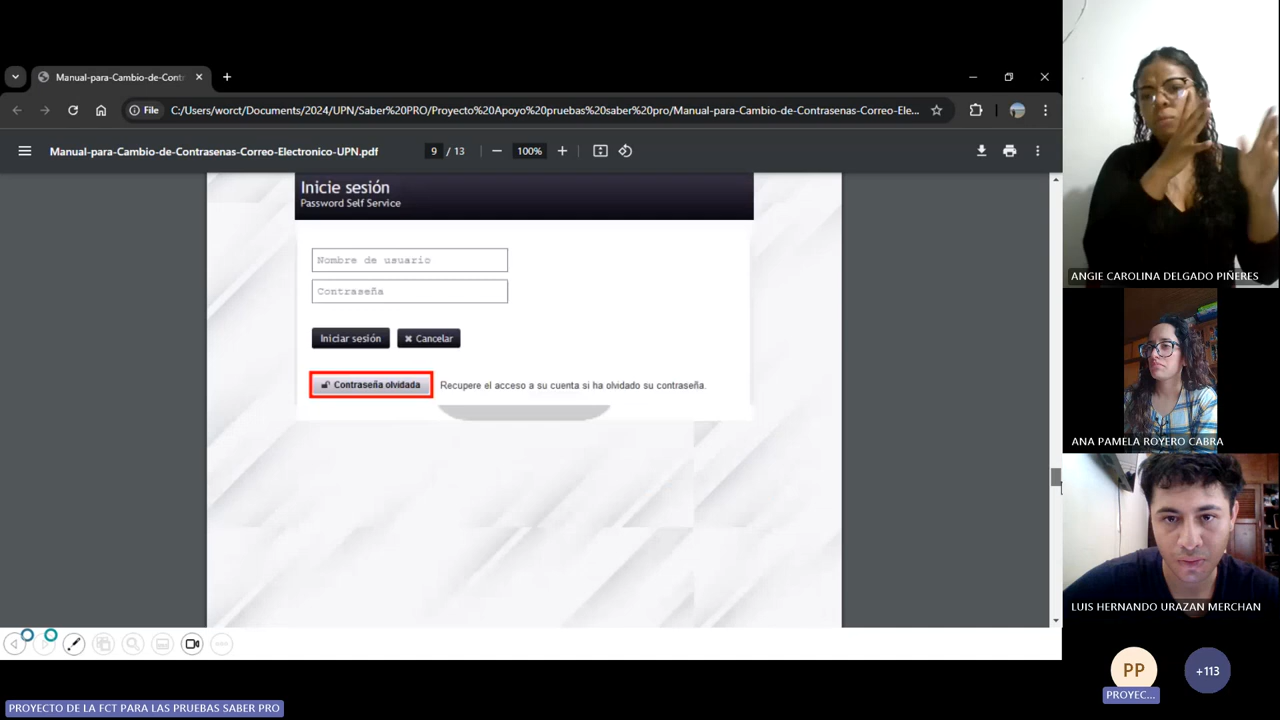 Manual-para-Cambio-de-Contr
File
C:/Users/worct/Documents/2024/UPN/Saber%20PRO/Proyecto%20Apoyo%20pruebas%20saber%20pro/Manual-para-Cambio-de-Contrasenas-Correo-Ele...
Manual-para-Cambio-de-Contrasenas-Correo-Electronico-UPN.pdf
9 / 13
100%
Inicie sesión
Password Self Service
Nombre de usuario
Contraseña
Iniciar sesión
Cancelar
Contraseña olvidada
Recupere el acceso a su cuenta si ha olvidado su contraseña.
ANGIE CAROLINA DELGADO PIÑERES
ANA PAMELA ROYERO CABRA
LUIS HERNANDO URAZAN MERCHAN
PP
+113
PROYEC...
PROYECTO DE LA FCT PARA LAS PRUEBAS SABER PRO